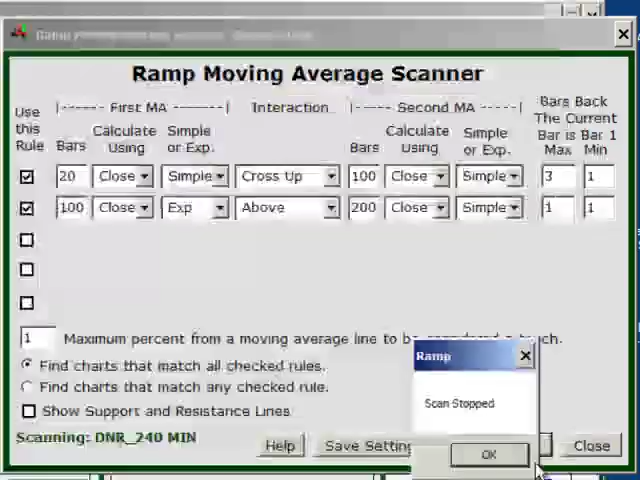 Ramp
Ramp Moving Average Scanner
Use this Rule
|------ First MA ------|
Interaction
|------ Second MA ------|
Bars Back
The Current
Bar is Bar 1
Max Min
Bars Calculate Using Simple or Exp. Bars Calculate Using Simple or Exp.
20 Close Simple Cross Up 100 Close Simple 3 1
100 Close Exp Above 200 Close Simple 1 1
1 Maximum percent from a moving average line to be considered a touch.
Find charts that match all checked rules.
Find charts that match any checked rule.
Show Support and Resistance Lines
Scanning: DNR_240 MIN
Help
Save Setting
Close
Ramp
Scan Stopped
OK